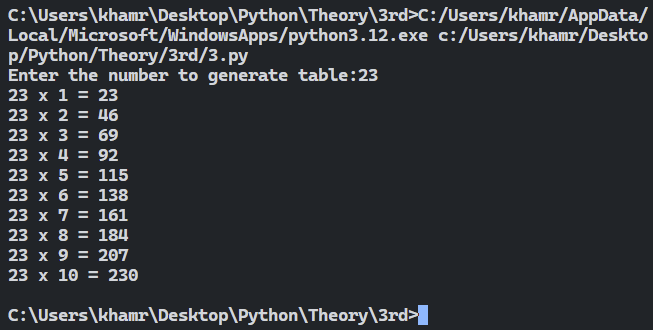 C:\Users\khamr\Desktop\Python\Theory\3rd>C:/Users/khamr/AppData/
Local/Microsoft/WindowsApps/python3.12.exe c:/Users/khamr/Deskto
p/Python/Theory/3rd/3.py
Enter the number to generate table:23
23 x 1 = 23
23 x 2 = 46
23 x 3 = 69
23 x 4 = 92
23 x 5 = 115
23 x 6 = 138
23 x 7 = 161
23 x 8 = 184
23 x 9 = 207
23 x 10 = 230
C:\Users\khamr\Desktop\Python\Theory\3rd>